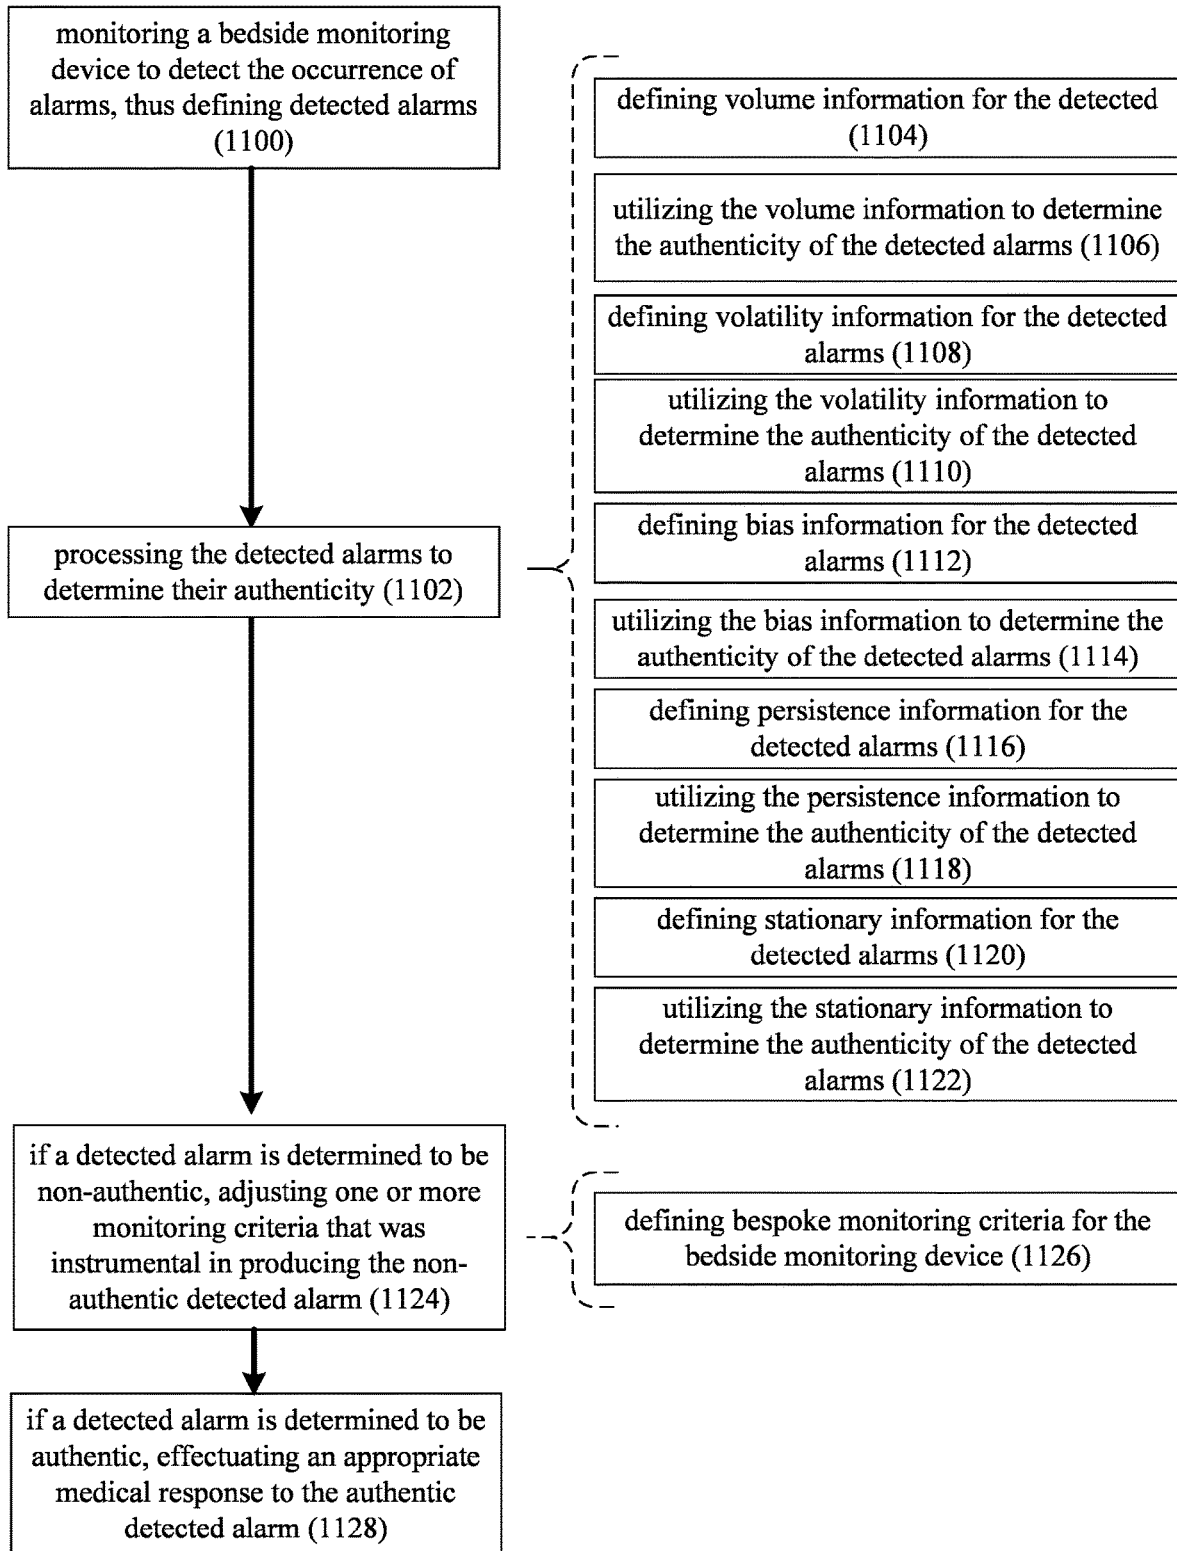 monitoring a bedside monitoring
device to detect the occurrence of
alarms, thus defining detected alarms
(1100)
processing the detected alarms to
determine their authenticity (1102)
defining volume information for the detected
(1104)
utilizing the volume information to determine
the authenticity of the detected alarms (1106)
defining volatility information for the detected
alarms (1108)
utilizing the volatility information to
determine the authenticity of the detected
alarms (1110)
defining bias information for the detected
alarms (1112)
utilizing the bias information to determine the
authenticity of the detected alarms (1114)
defining persistence information for the
detected alarms (1116)
utilizing the persistence information to
determine the authenticity of the detected
alarms (1118)
defining stationary information for the
detected alarms (1120)
utilizing the stationary information to
determine the authenticity of the detected
alarms (1122)
if a detected alarm is determined to be
non-authentic, adjusting one or more
monitoring criteria that was
instrumental in producing the non-
authentic detected alarm (1124)
defining bespoke monitoring criteria for the
bedside monitoring device (1126)
if a detected alarm is determined to be
authentic, effectuating an appropriate
medical response to the authentic
detected alarm (1128)